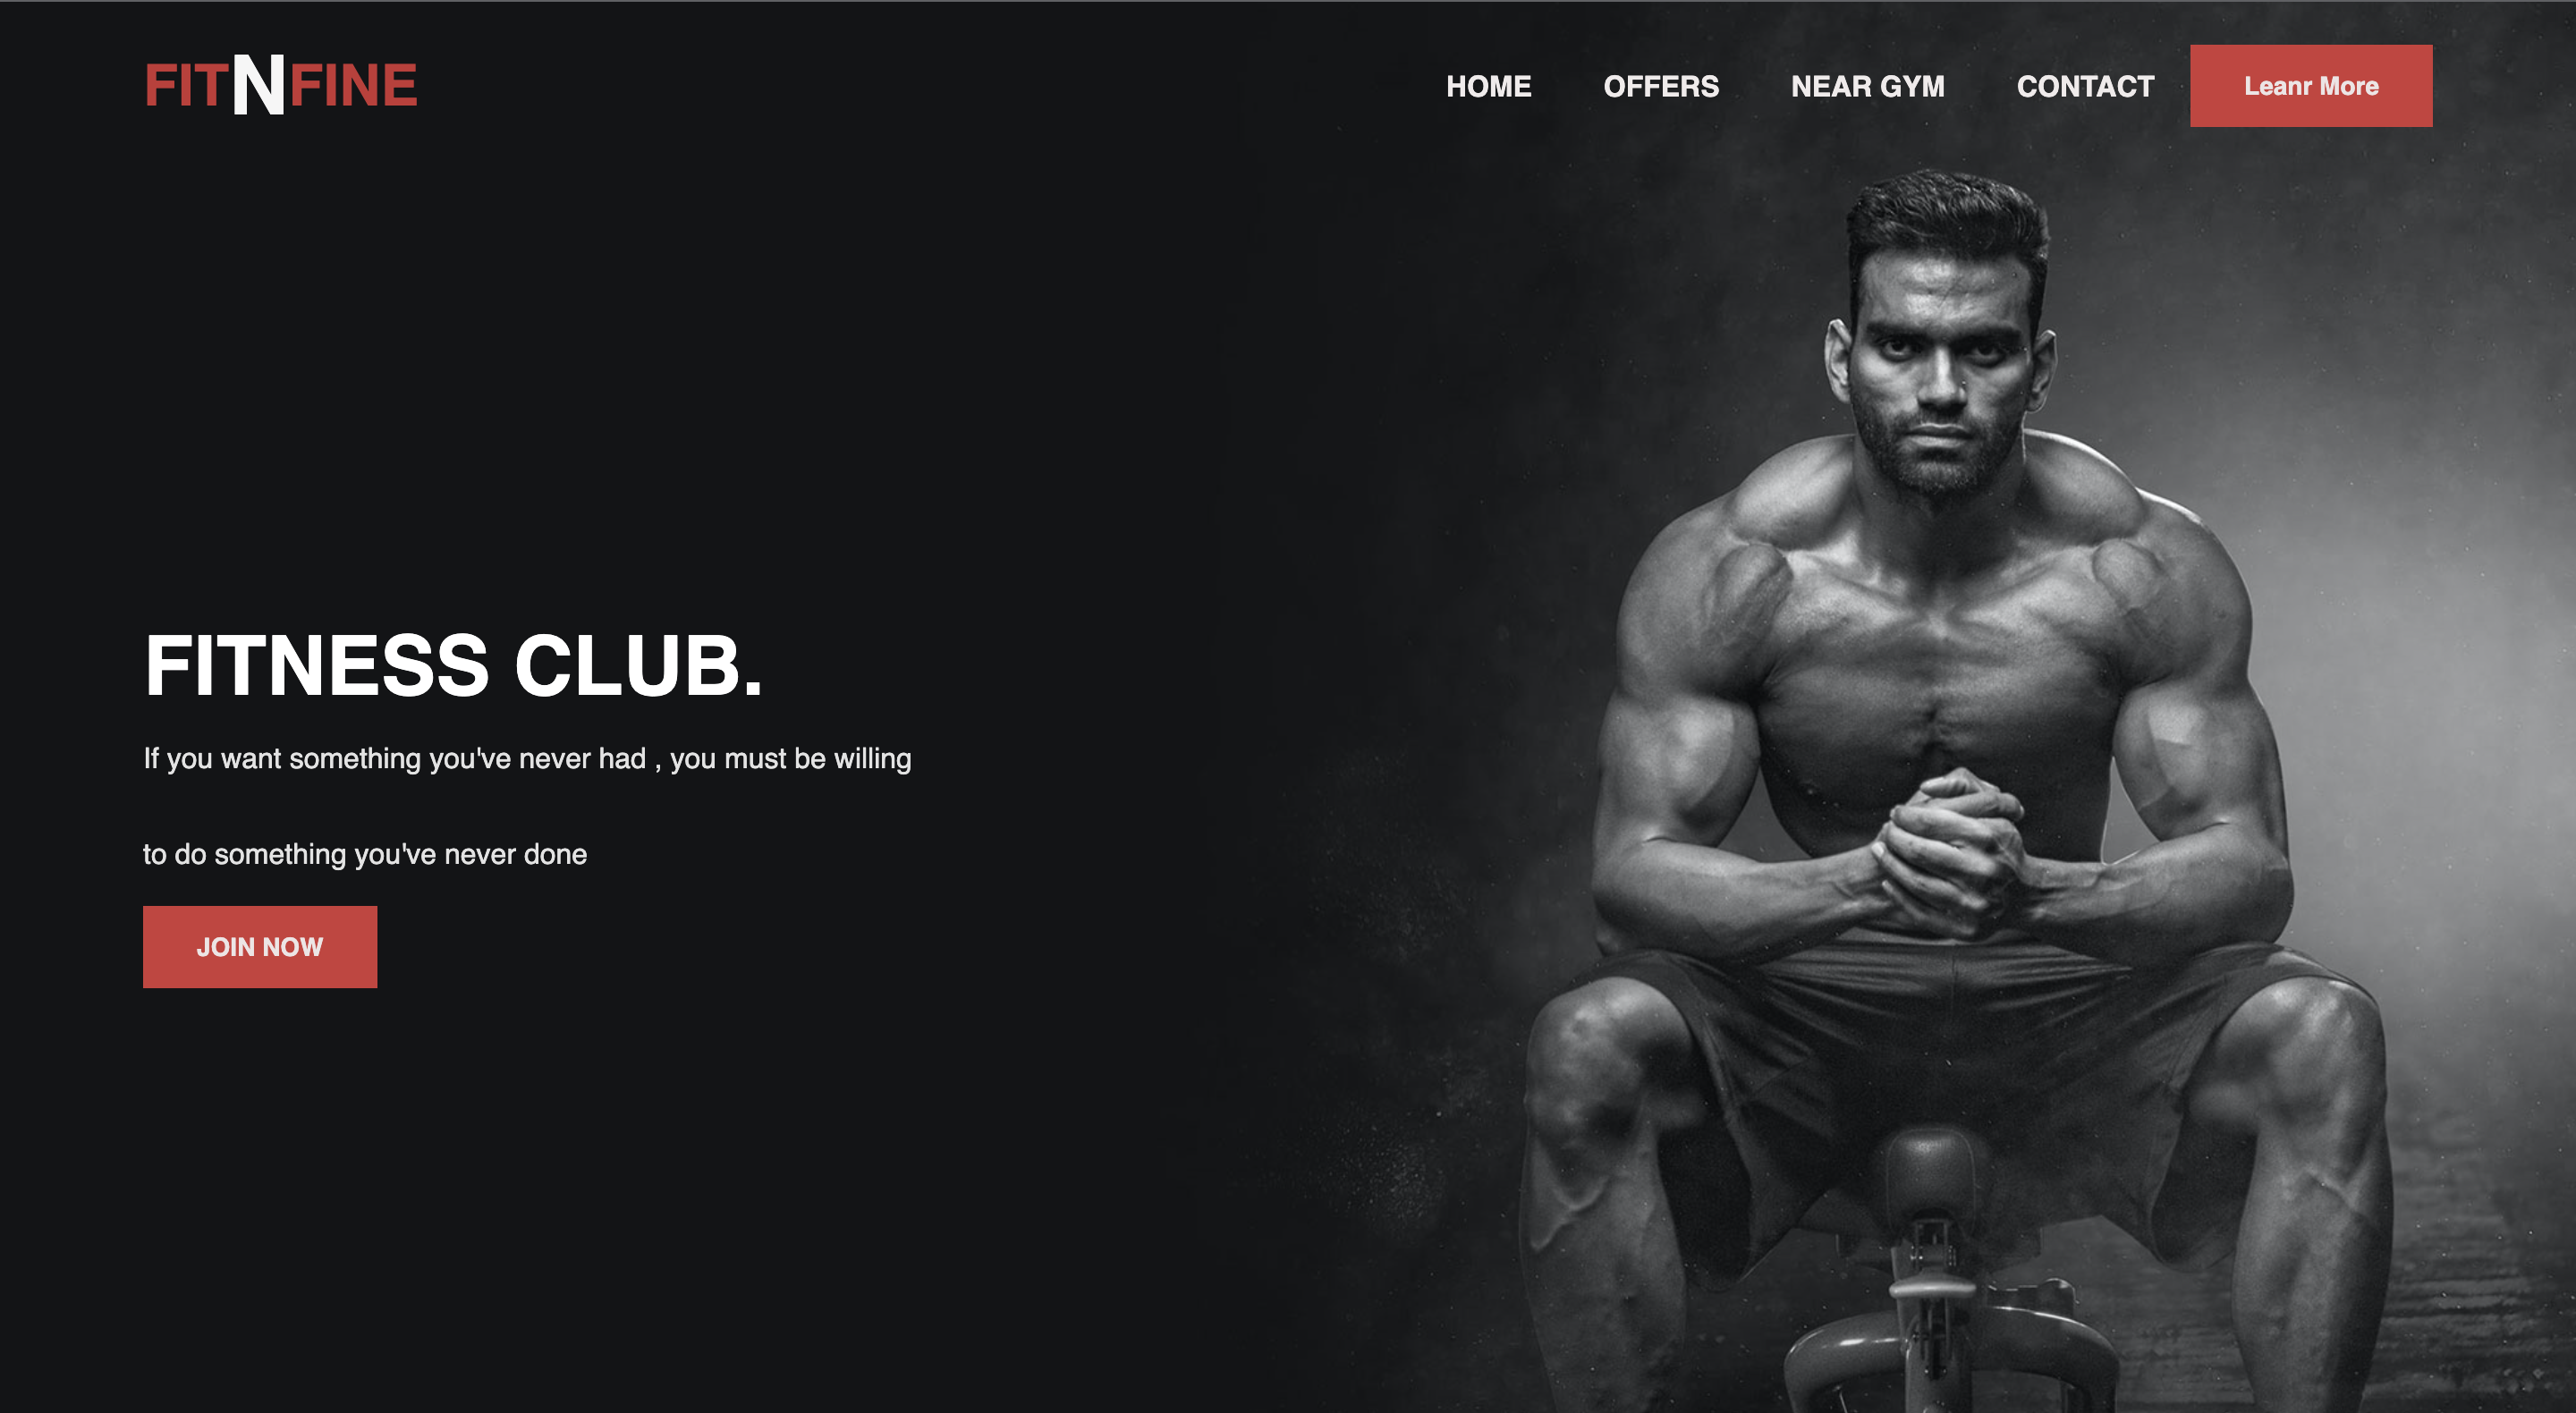 FITNFINE
HOME OFFERS NEAR GYM CONTACT Leanr More
FITNESS CLUB.
If you want something you've never had , you must be willing
to do something you've never done
JOIN NOW